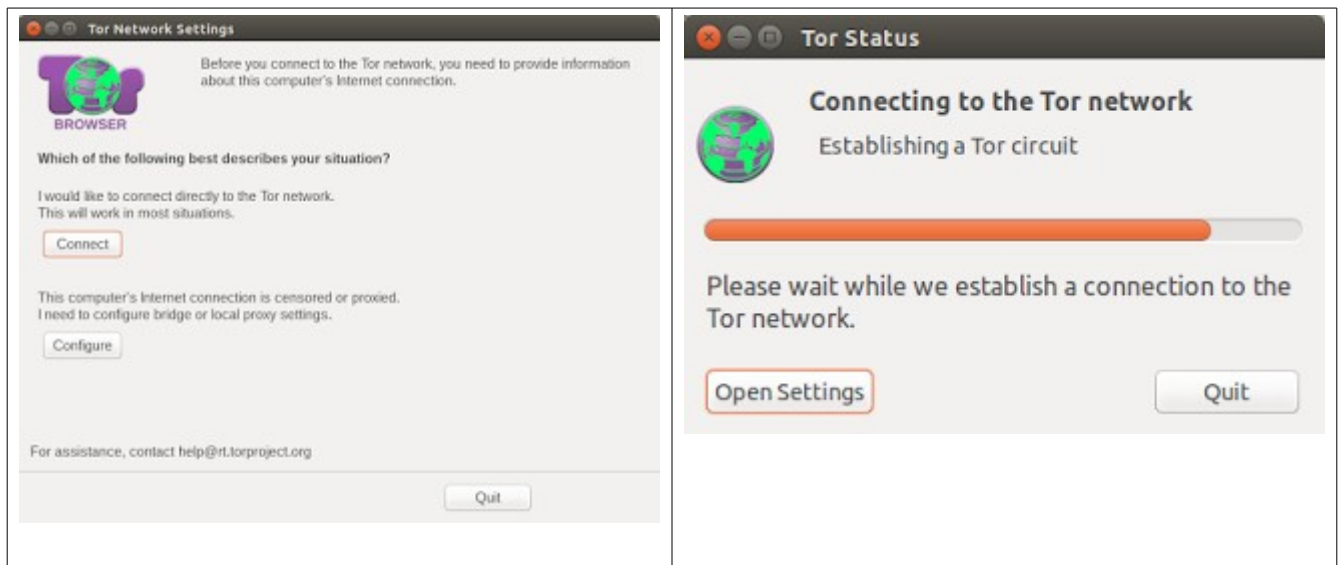 Tor Network Settings
Tor
BROWSER
Before you connect to the Tor network, you need to provide information
about this computer's Internet connection.
Which of the following best describes your situation?
I would like to connect directly to the Tor network.
This will work in most situations.
Connect
This computer's Internet connection is censored or proxied.
I need to configure bridge or local proxy settings.
Configure
For assistance, contact help@rt.torproject.org
Quit
Tor Status
Connecting to the Tor network
Establishing a Tor circuit
Please wait while we establish a connection to the
Tor network.
Open Settings
Quit